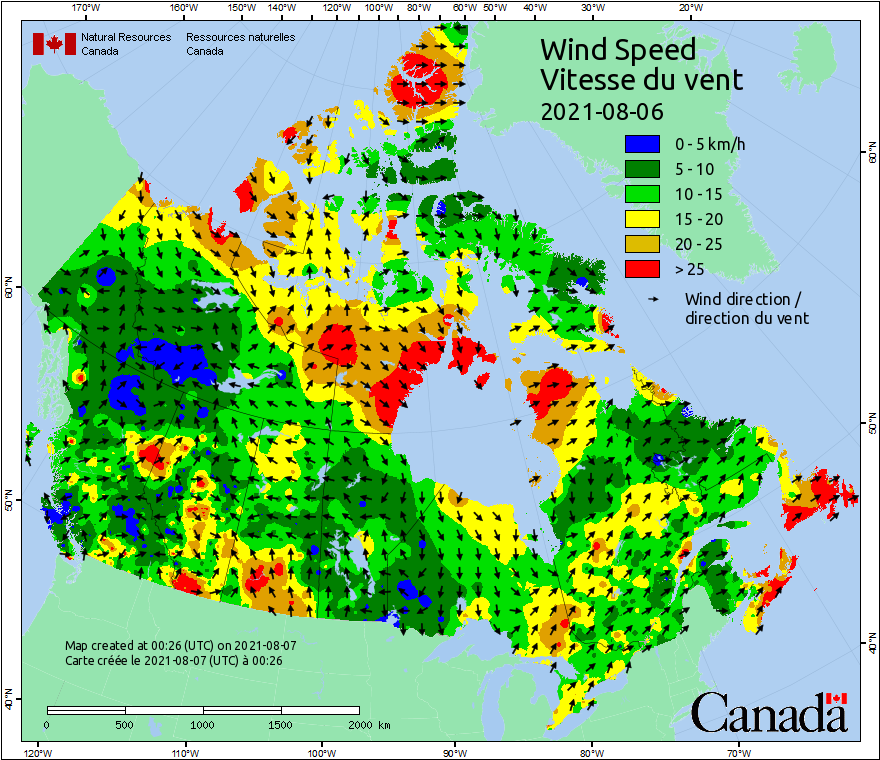 170°W 160°W 150°W 140°W 130°W 120°W 110°W 100°W 90°W 80°W 70°W 60°W 50°W 40°W 30°W 20°W
Natural Resources
Canada
Ressources naturelles
Canada
Wind Speed
Vitesse du vent
2021-08-06
0 - 5 km/h
5 - 10
10 - 15
15 - 20
20 - 25
> 25
Wind direction /
direction du vent
60°N
60°N
50°N
50°N
40°N
40°N
Map created at 00:26 (UTC) on 2021-08-07
Carte créée le 2021-08-07 (UTC) à 00:26
0 500 1000 1500 2000 km
Canada
120°W 110°W 100°W 90°W 80°W 70°W